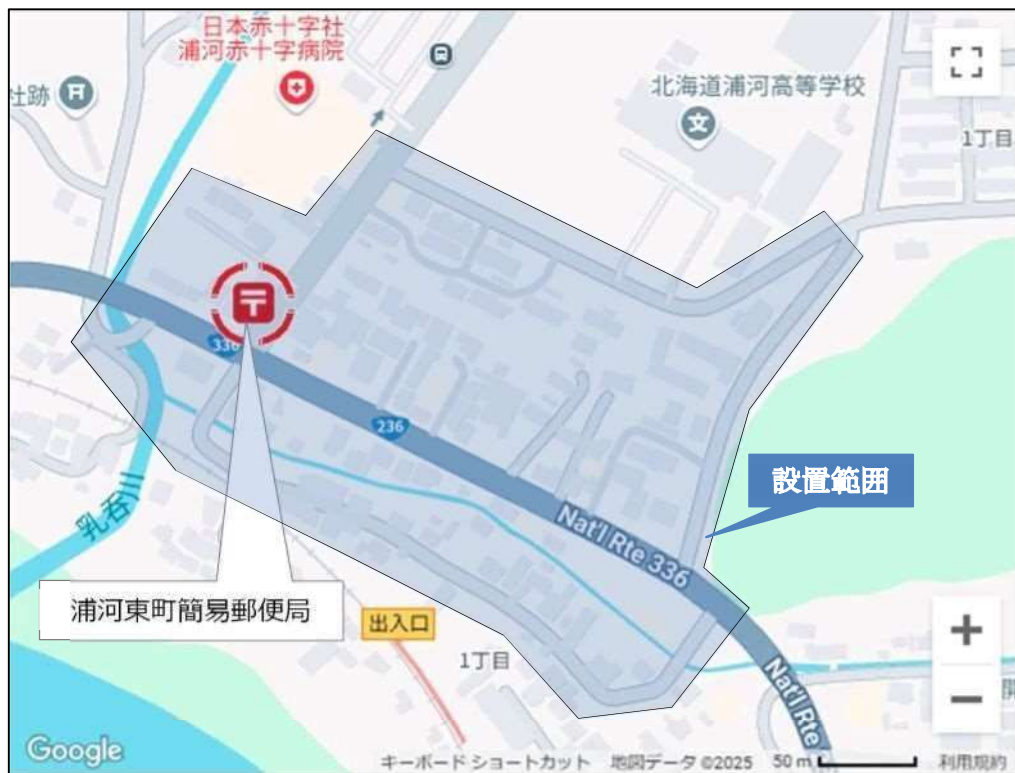 日本赤十字社
浦河赤十字病院
社跡
北海道浦河高等学校
1丁目
336
236
設置範囲
Nat'l Rte 336
乳呑川
浦河東町簡易郵便局
出入口
1丁目
Nat'l Rte
Google
キーボード ショートカット 地図データ ©2025 50 m 利用規約